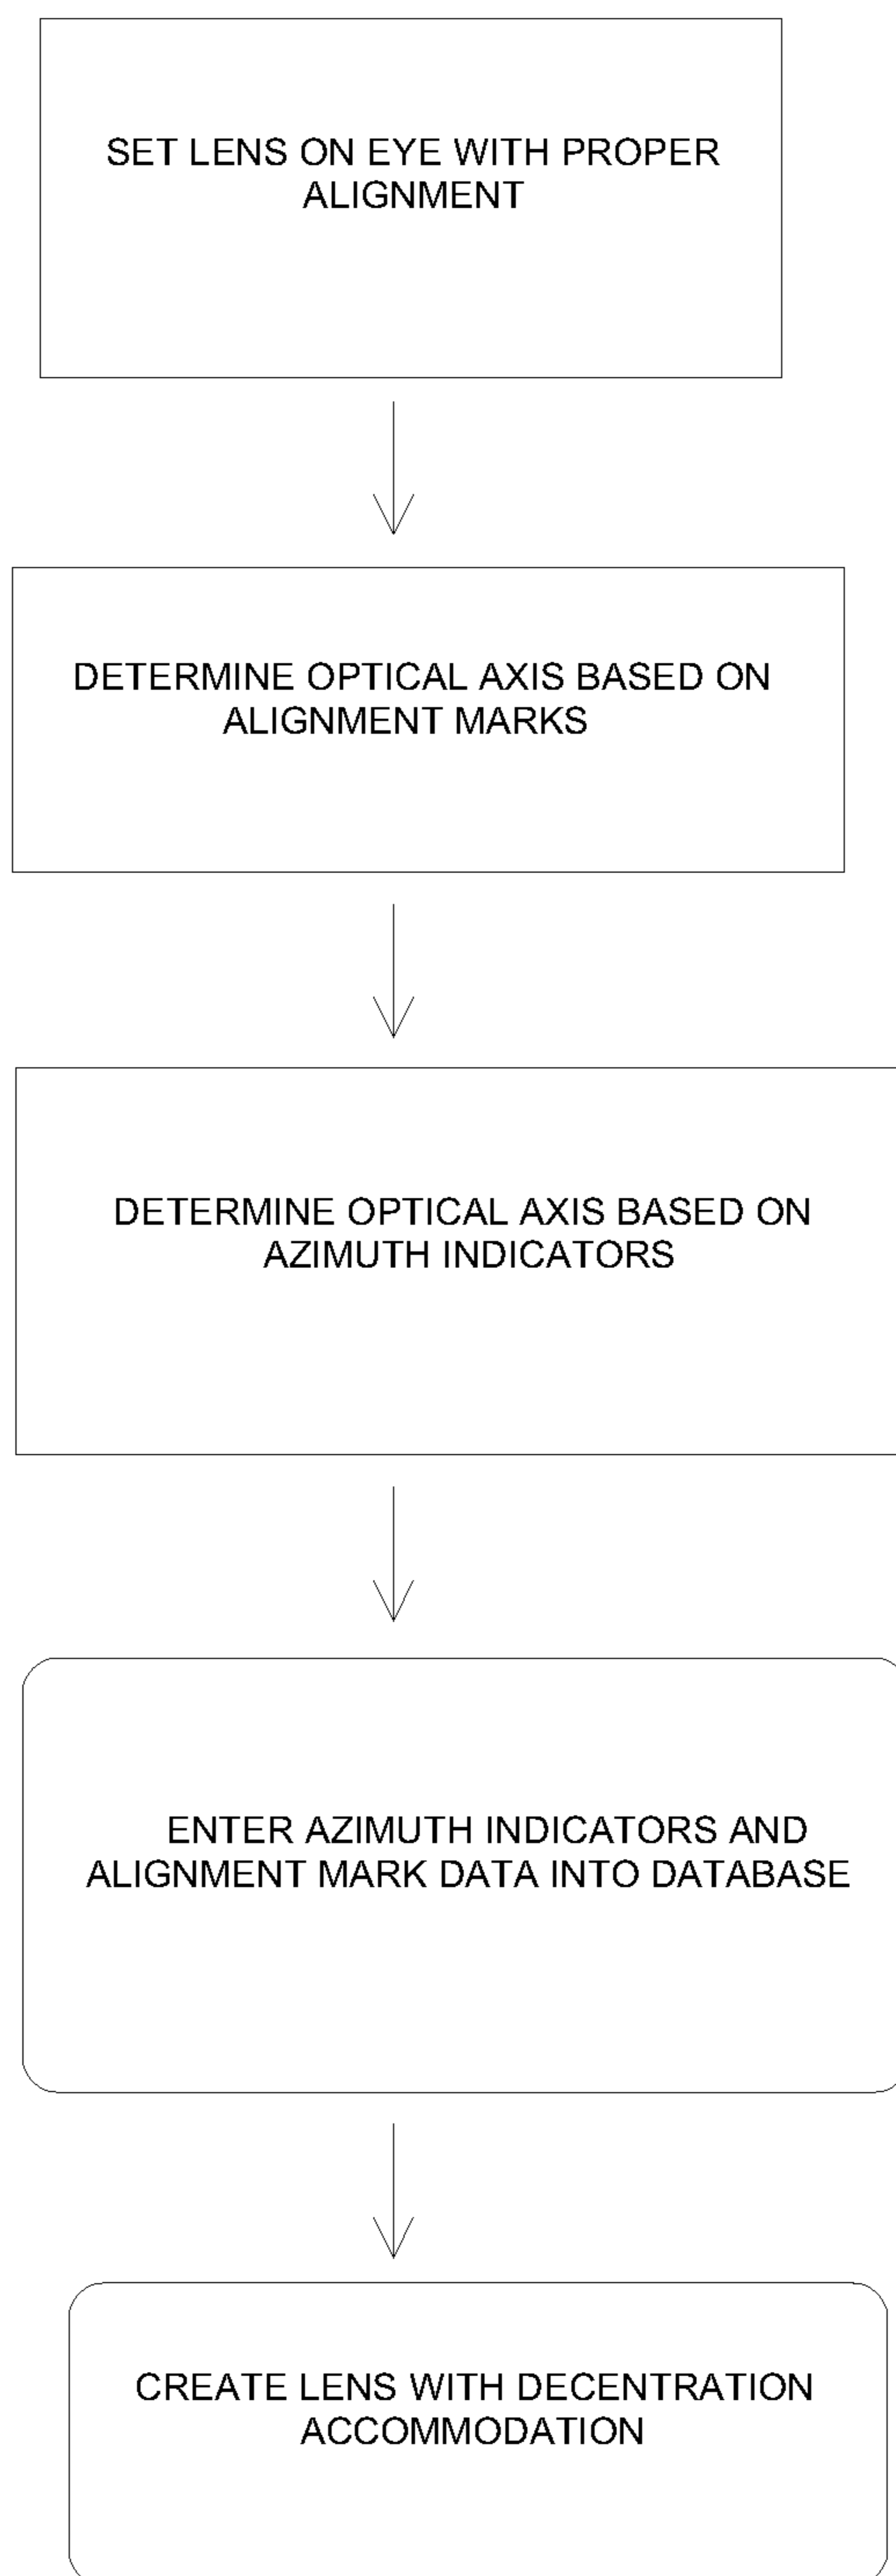 SET LENS ON EYE WITH PROPER
ALIGNMENT
DETERMINE OPTICAL AXIS BASED ON
ALIGNMENT MARKS
DETERMINE OPTICAL AXIS BASED ON
AZIMUTH INDICATORS
ENTER AZIMUTH INDICATORS AND
ALIGNMENT MARK DATA INTO DATABASE
CREATE LENS WITH DECENTRATION
ACCOMMODATION